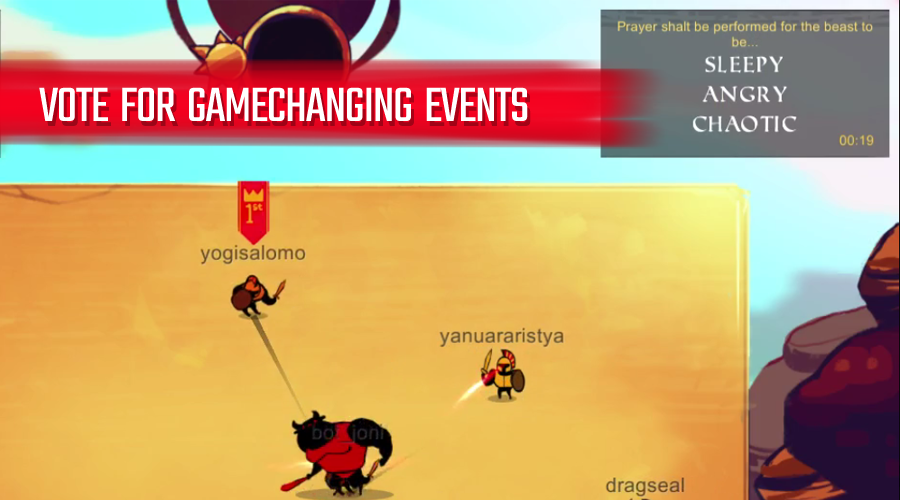 Prayer shalt be performed for the beast to
be...
SLEEPY
ANGRY
CHAOTIC
00:19
VOTE FOR GAMECHANGING EVENTS
1st
yogisalomo
yanuararistya
dragseal